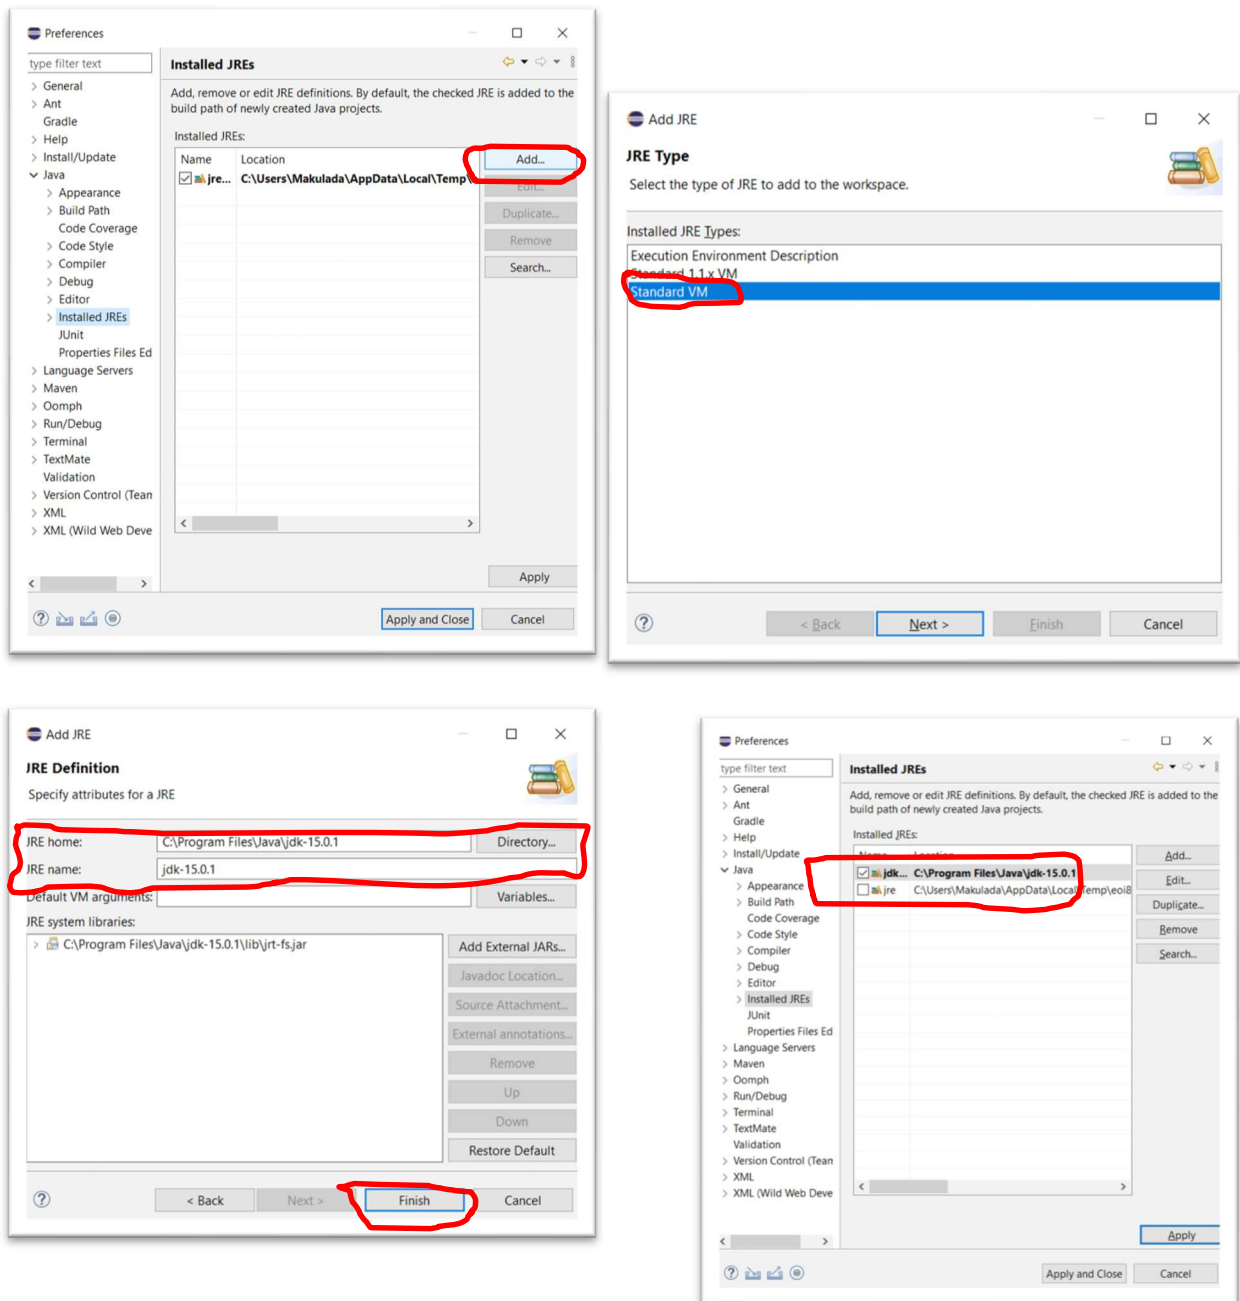 Preferences
type filter text
Installed JREs
General
Ant
Gradle
Help
Install/Update
Java
Appearance
Build Path
Code Coverage
Code Style
Compiler
Debug
Editor
Installed JREs
JUnit
Properties Files Ed
Language Servers
Maven
Oomph
Run/Debug
Terminal
TextMate
Validation
Version Control (Team
XML
XML (Wild Web Deve
Add, remove or edit JRE definitions. By default, the checked JRE is added to the
build path of newly created Java projects.
Installed JREs:
Name Location
jre... C:\Users\Makulada\AppData\Local\Temp\
Add...
Edit...
Duplicate...
Remove
Search...
Apply
Apply and Close Cancel
Add JRE
JRE Type
Select the type of JRE to add to the workspace.
Installed JRE Types:
Execution Environment Description
Standard 1.1.x VM
Standard VM
< Back Next > Finish Cancel
Add JRE
JRE Definition
Specify attributes for a JRE
JRE home: C:\Program Files\Java\jdk-15.0.1 Directory...
JRE name: jdk-15.0.1
Default VM arguments: Variables...
JRE system libraries:
C:\Program Files\Java\jdk-15.0.1\lib\jrt-fs.jar
Add External JARs...
Javadoc Location...
Source Attachment...
External annotations...
Remove
Up
Down
Restore Default
< Back Next > Finish Cancel
Preferences
type filter text
Installed JREs
General
Ant
Gradle
Help
Install/Update
Java
Appearance
Build Path
Code Coverage
Code Style
Compiler
Debug
Editor
Installed JREs
JUnit
Properties Files Ed
Language Servers
Maven
Oomph
Run/Debug
Terminal
TextMate
Validation
Version Control (Team
XML
XML (Wild Web Deve
Add, remove or edit JRE definitions. By default, the checked JRE is added to the
build path of newly created Java projects.
Installed JREs:
Name Location
jdk... C:\Program Files\Java\jdk-15.0.1
jre C:\Users\Makulada\AppData\Local\Temp\eoi8
Add...
Edit...
Duplicate...
Remove
Search...
Apply
Apply and Close Cancel